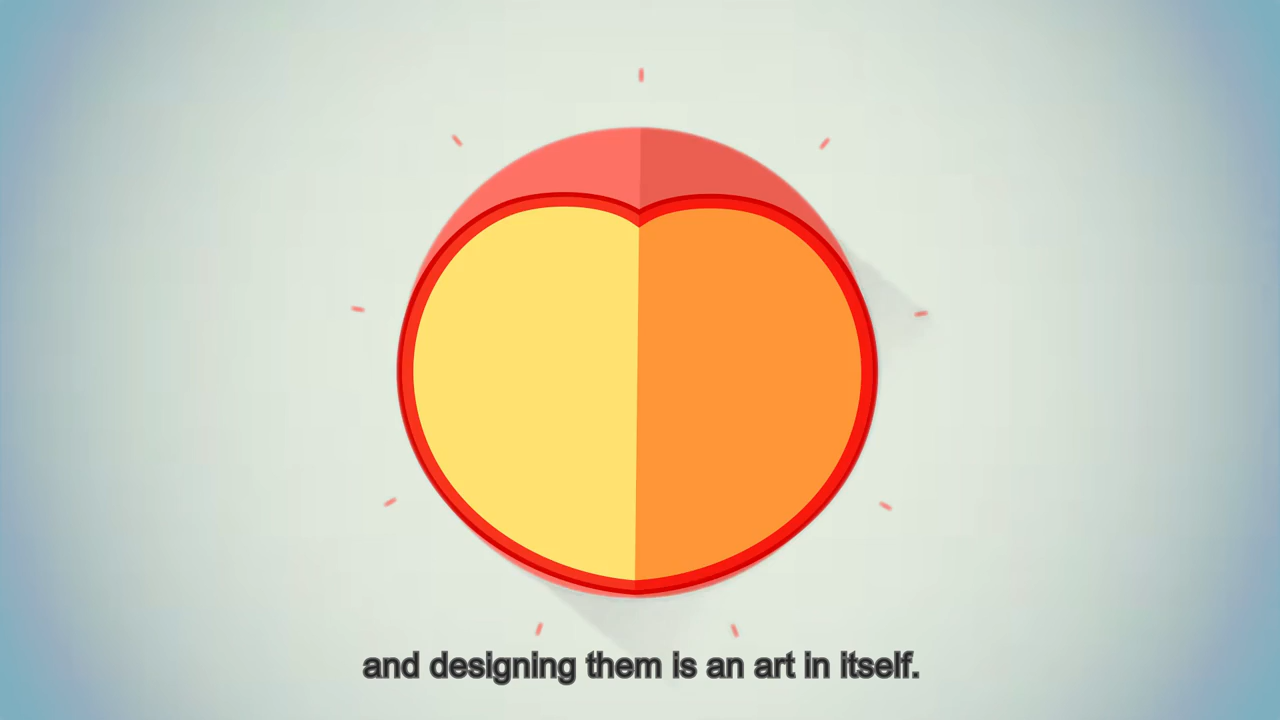 and designing them is an art in itself.